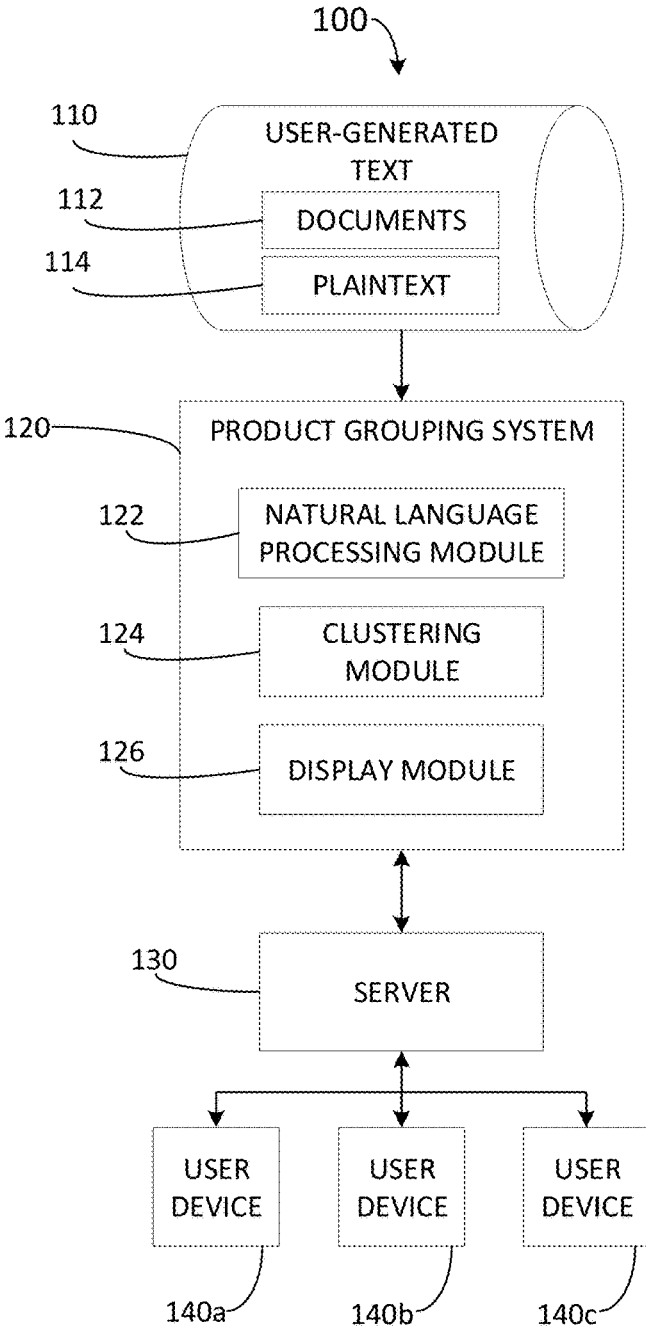 100
110
USER-GENERATED
TEXT
112
DOCUMENTS
114
PLAINTEXT
120
PRODUCT GROUPING SYSTEM
122
NATURAL LANGUAGE
PROCESSING MODULE
124
CLUSTERING
MODULE
126
DISPLAY MODULE
130
SERVER
USER
DEVICE
USER
DEVICE
USER
DEVICE
140a
140b
140c